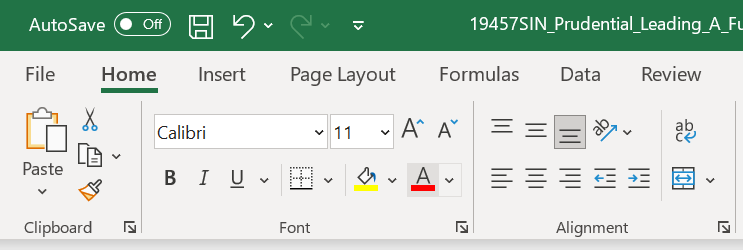 AutoSave Off 19457SIN_Prudential_Leading_A_Fu
File Home Insert Page Layout Formulas Data Review
Calibri 11 A A ab
c
Paste B I U A
Clipboard Font Alignment